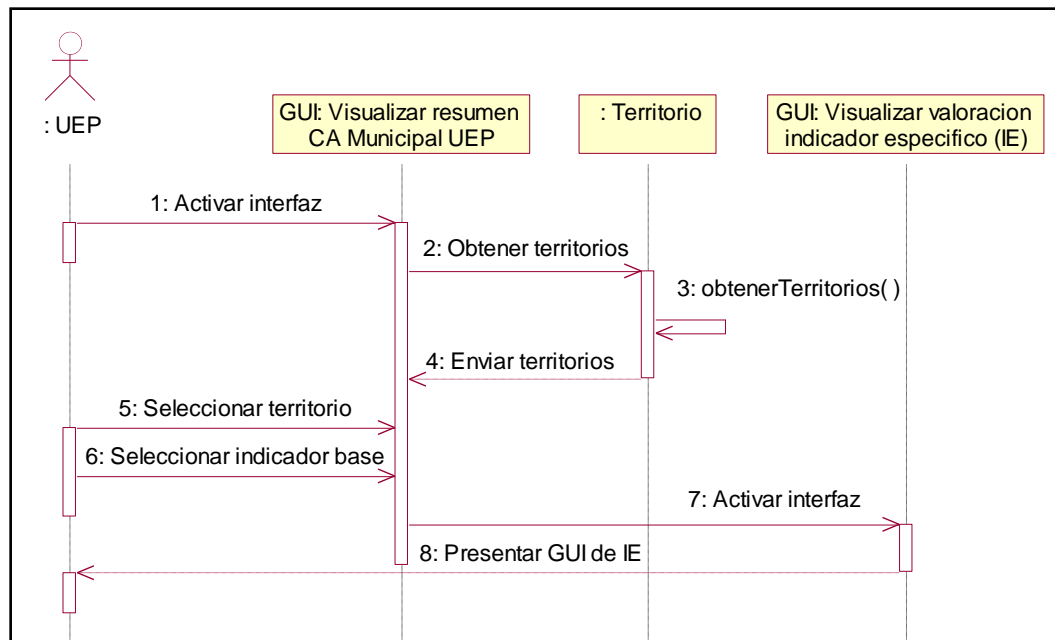 : UEP
GUI: Visualizar resumen
CA Municipal UEP
: Territorio
GUI: Visualizar valoracion
indicador especifico (IE)
1: Activar interfaz
2: Obtener territorios
3: obtenerTerritorios( )
4: Enviar territorios
5: Seleccionar territorio
6: Seleccionar indicador base
7: Activar interfaz
8: Presentar GUI de IE